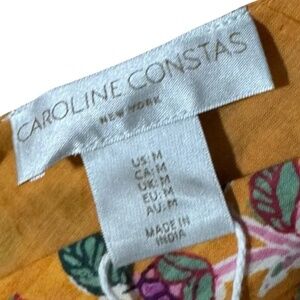 CAROLINE CONSTAS
NEW YORK
US: M
CA: M
UK: M
EU: M
AU: M
MADE IN
INDIA